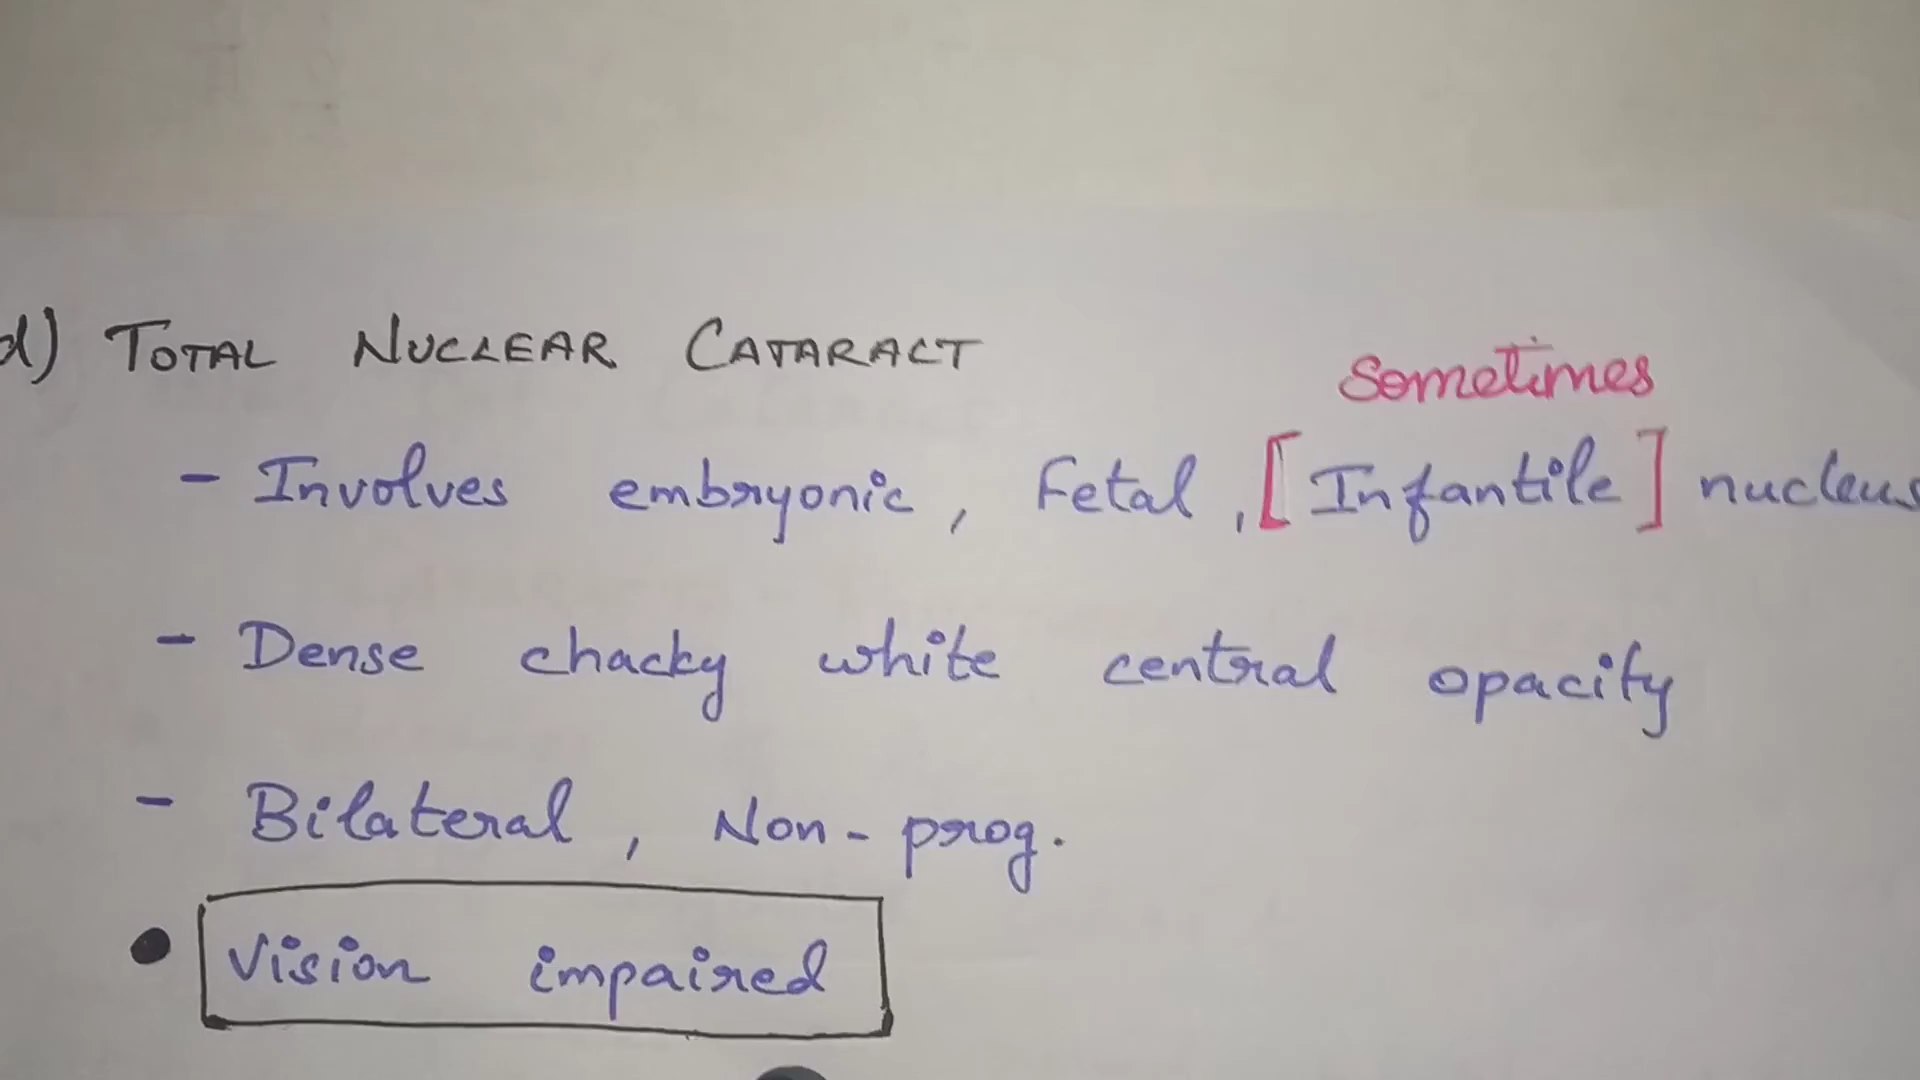 d) TOTAL NUCLEAR CATARACT
Sometimes
- Involves embryonic, Fetal, [Infantile] nucleus
- Dense chacky white central opacity
- Bilateral, Non-prog.
• Vision impaired